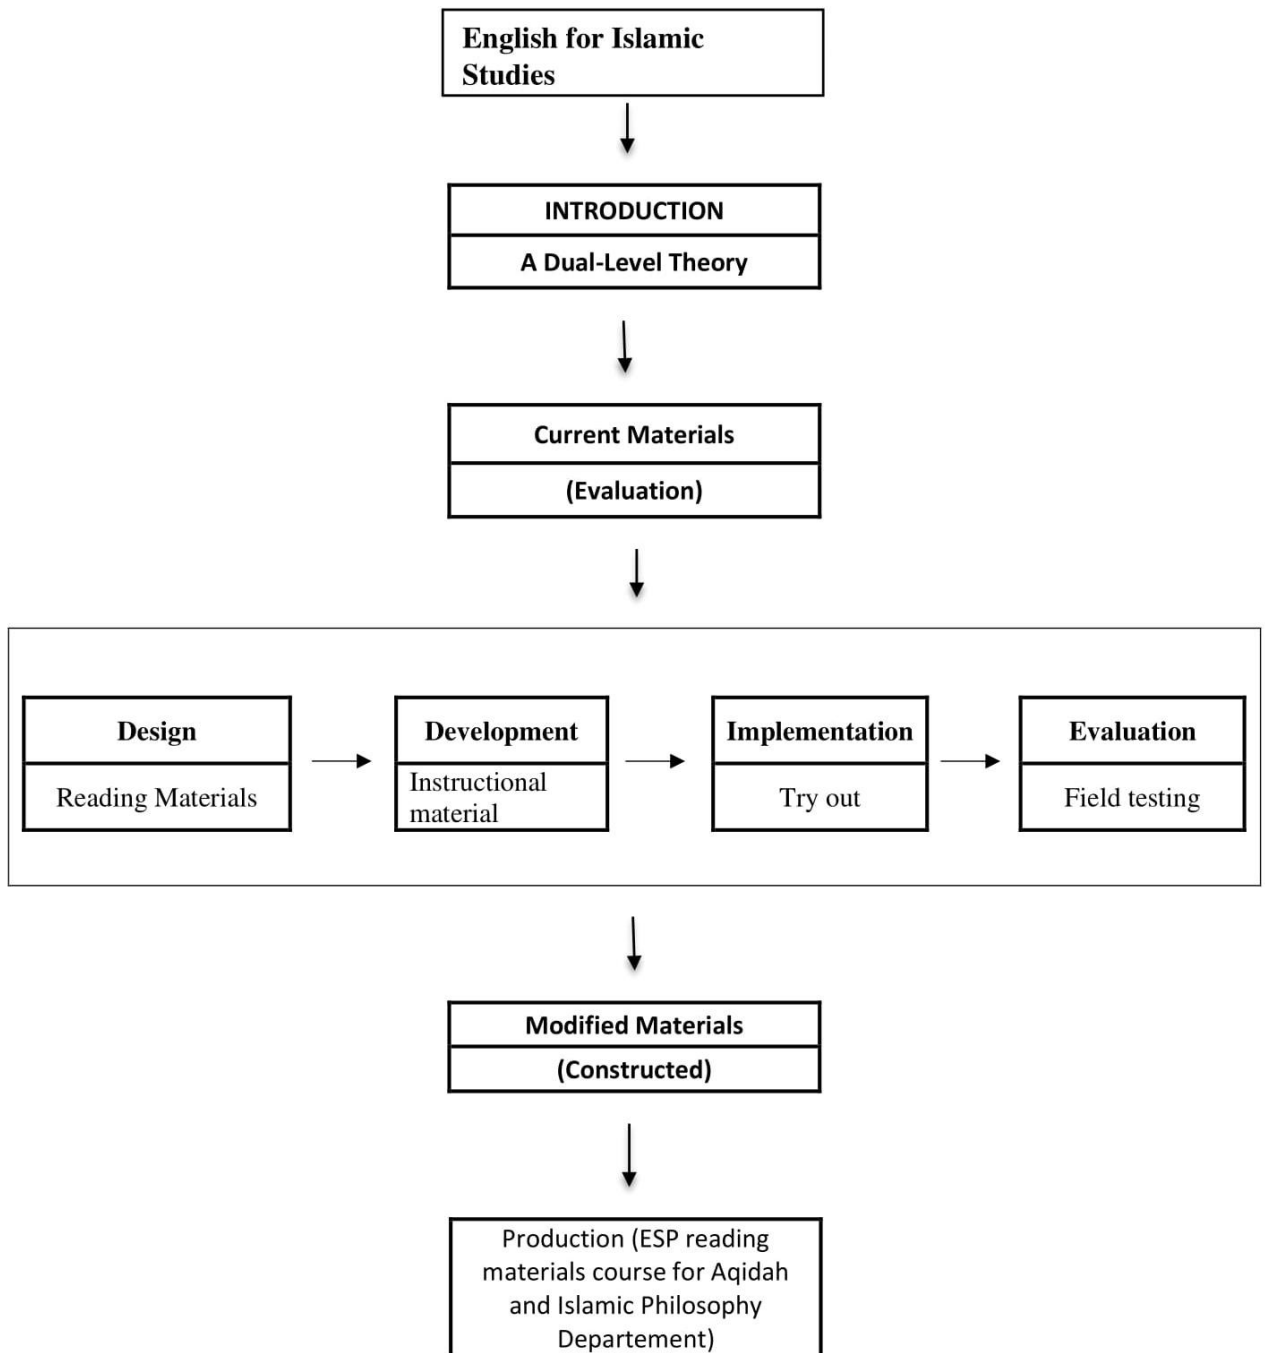 English for Islamic
Studies
INTRODUCTION
A Dual-Level Theory
Current Materials
(Evaluation)
Design
Reading Materials
Development
Instructional
material
Implementation
Try out
Evaluation
Field testing
Modified Materials
(Constructed)
Production (ESP reading
materials course for Aqidah
and Islamic Philosophy
Departement)